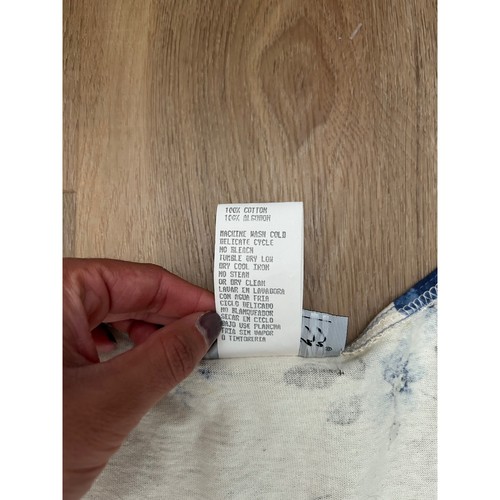 100% COTTON
100% ALGODON
MACHINE WASH COLD
DELICATE CYCLE
NO BLEACH
TUMBLE DRY LOW
DRY COOL IRON
NO STEAM
OR DRY CLEAN
LAVAR EN LAVADORA
CON AGUA FRIA
CICLO DELICADO
NO BLANQUEADOR
SECAR EN CICLO
BAJO USE PLANCHA
FRIA SIN VAPOR
O TINTORERIA